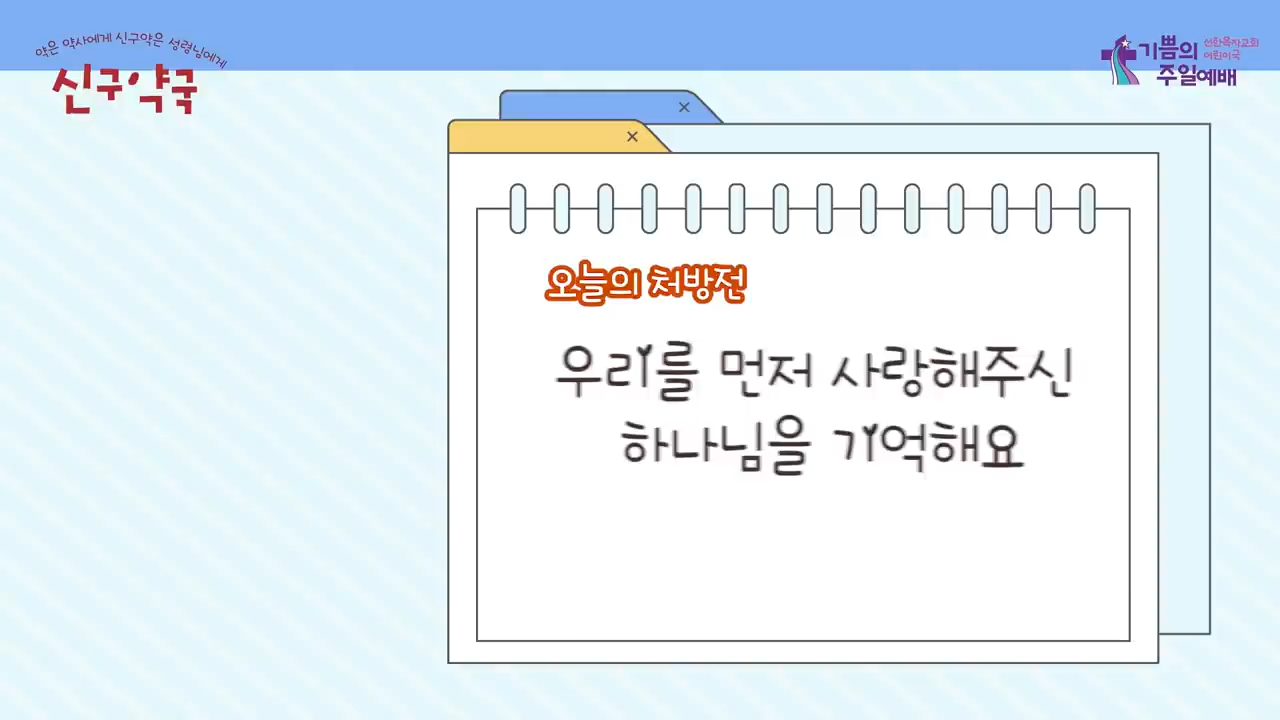 약은 약사에게 신구약은 성령님에게
신구약국
기쁨의
주일예배
선한목자교회
어린이국
오늘의 처방전
우리를 먼저 사랑해주신
하나님을 기억해요